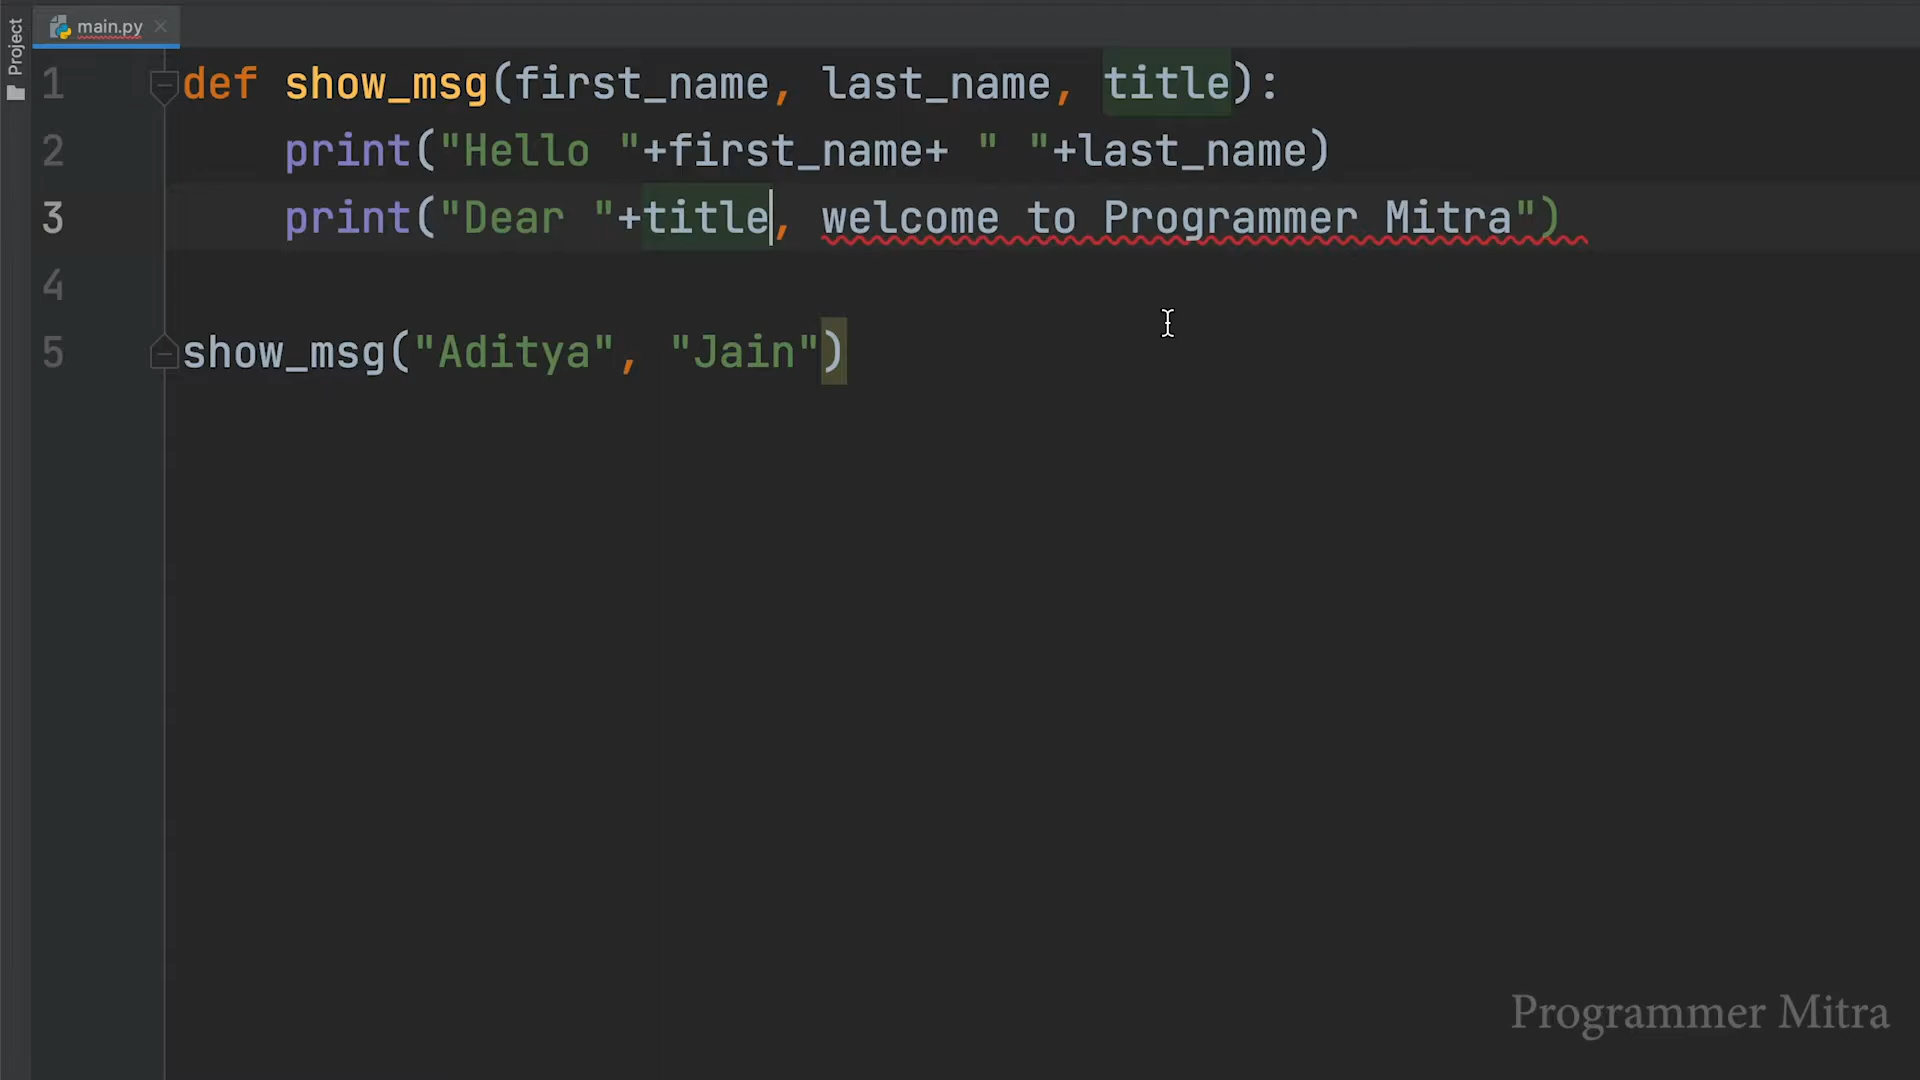 Project
main.py
1 def show_msg(first_name, last_name, title):
2 print("Hello "+first_name+ " "+last_name)
3 print("Dear "+title, welcome to Programmer Mitra")
4
5 show_msg("Aditya", "Jain")
Programmer Mitra